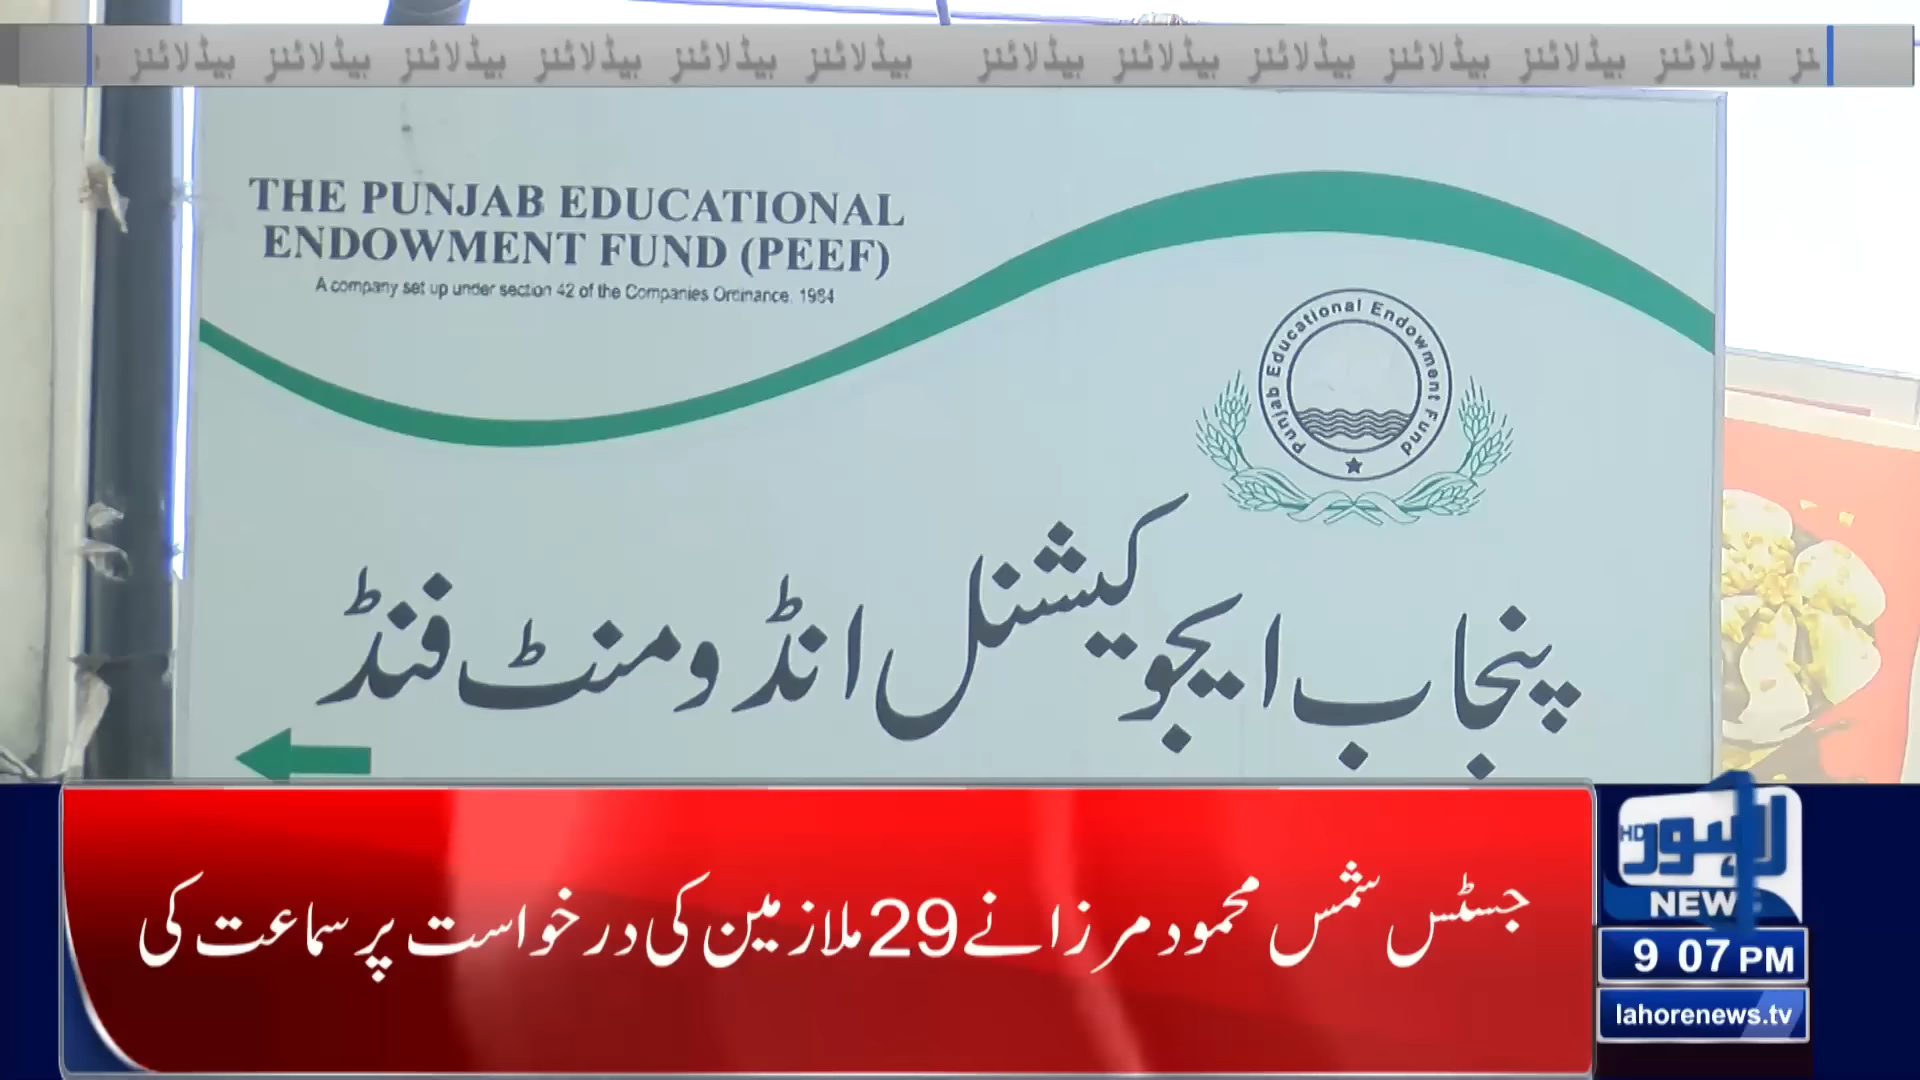 ہیڈلائنز ہیڈلائنز ہیڈلائنز ہیڈلائنز ہیڈلائنز ہیڈلائنز ہیڈلائنز ہیڈلائنز ہیڈلائنز ہیڈلائنز ہیڈلائنز ہیڈلائنز
THE PUNJAB EDUCATIONAL
ENDOWMENT FUND (PEEF)
A company set up under section 42 of the Companies Ordinance, 1984
Punjab Educational Endowment Fund
پنجاب ایجوکیشنل انڈومنٹ فنڈ
جسٹس شمس محمود مرزا نے 29 ملازمین کی درخواست پر سماعت کی
لاہور
HD
NEWS
9 07 PM
lahorenews.tv